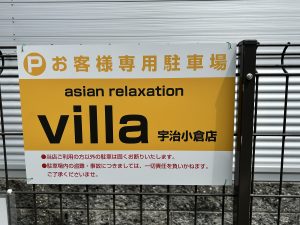 P お客様専用駐車場
asian relaxation
villa 宇治小倉店
●当店ご利用の方以外の駐車は固くお断りいたします。
●駐車場内の盗難・事故につきましては、一切責任を負いかねます。
ご了承くださいませ。